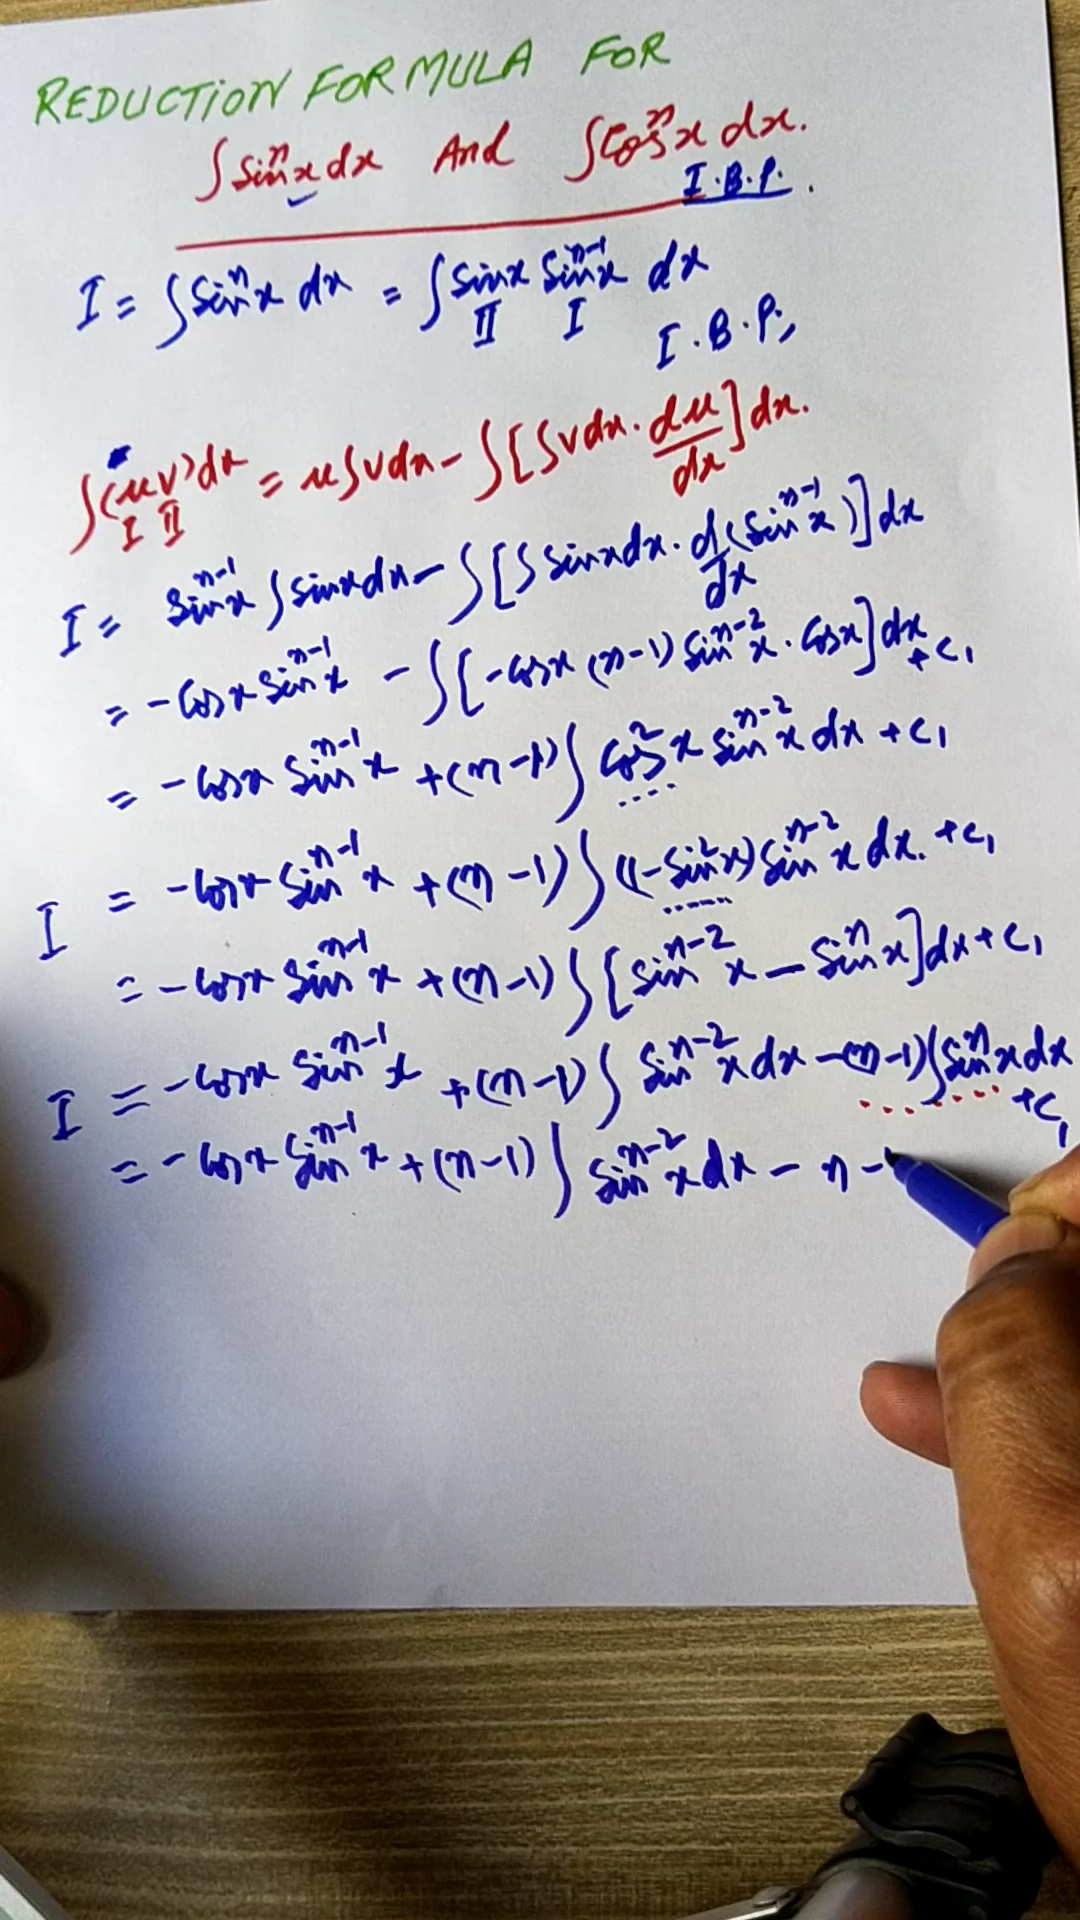 REDUCTION FORMULA FOR
∫sinⁿx dx And ∫cosⁿx dx.
I.B.P.
I = ∫sinⁿx dx = ∫sinx sinⁿ⁻¹x dx
II I I.B.P.,
∫(uv)dx = u∫vdx - ∫[∫vdx. du/dx]dx.
I II
I = sinⁿ⁻¹x ∫sinxdx - ∫[∫sinxdx. d/dx(sinⁿ⁻¹x)]dx
= -cosx sinⁿ⁻¹x - ∫[-cosx (n-1) sinⁿ⁻²x. cosx]dx + c₁
= -cosx sinⁿ⁻¹x + (n-1)∫ cos²x sinⁿ⁻²x dx + c₁
I = -cosx sinⁿ⁻¹x + (n-1)∫(1-sin²x) sinⁿ⁻²x dx. + c₁
= -cosx sinⁿ⁻¹x + (n-1)∫[sinⁿ⁻²x - sinⁿx]dx + c₁
I = -cosx sinⁿ⁻¹x + (n-1)∫ sinⁿ⁻²x dx - (n-1)∫sinⁿx dx + c₁
= -cosx sinⁿ⁻¹x + (n-1)∫ sinⁿ⁻²x dx - n -